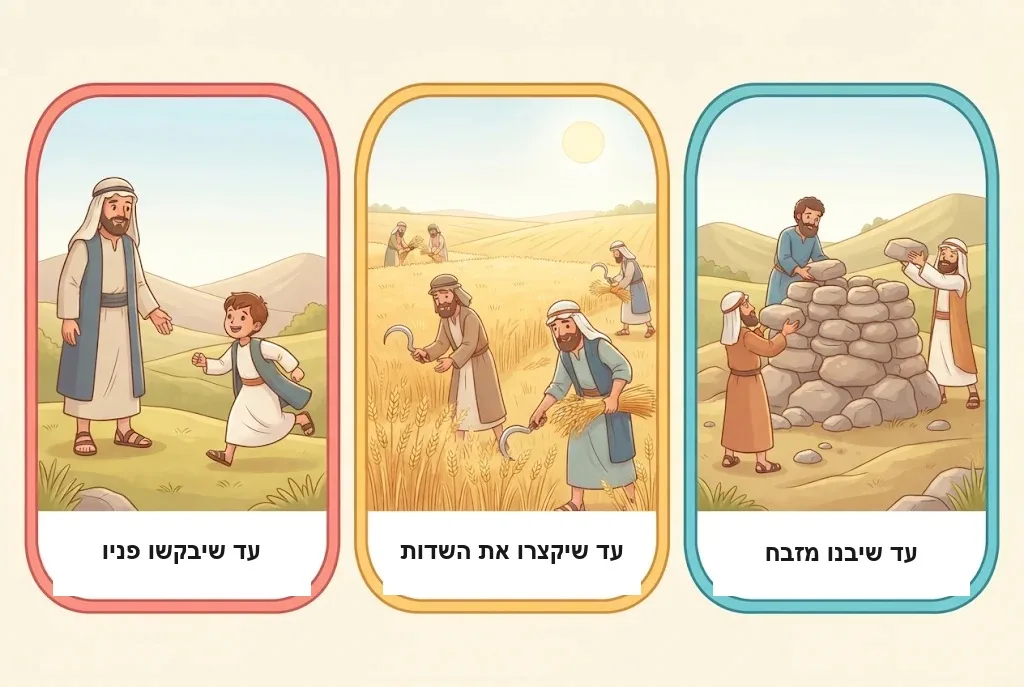 עד שיבנו מזבח
עד שיקצרו את השדות
עד שיבקשו פניו